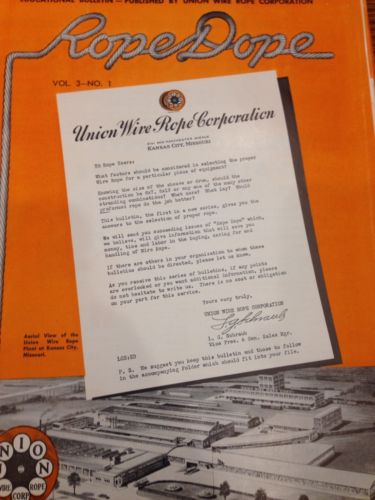 EDUCATIONAL BULLETIN — PUBLISHED BY UNION WIRE ROPE CORPORATION
Rope Dope
VOL. 3—NO. 1
Union Wire Rope Corporation
2144 MANCHESTER AVENUE
KANSAS CITY, MISSOURI
TO Rope Users:
What factors should be considered in selecting the proper
Wire Rope for a particular piece of equipment?
Knowing the size of the sheave or drum, should the
construction be 6x7, 6x19 or any one of the many other
stranding combinations? What core? What lay? Would
preformed rope do the job better?
This bulletin, the first in a new series, gives you the
answers to the selection of proper rope.
We will send you succeeding issues of "Rope Dope" which,
we believe, will give information that will save you
money, time and labor in the buying, caring for and
handling of Wire Rope.
If there are others in your organization to whom these
bulletins should be directed, please let us know.
As you receive this series of bulletins, if any points
are overlooked or you want additional information, please
do not hesitate to write us. There is no cost or obligation
on your part for this service.
Yours very truly,
UNION WIRE ROPE CORPORATION
L. G. Schraub
Vice Pres. & Gen. Sales Mgr.
LGS:ED
P. S. We suggest you keep this bulletin and those to follow
in the accompanying folder which should fit into your file.
Aerial View of the
Union Wire Rope
Plant at Kansas City,
Missouri.
UNION
WIRE ROPE
CORP